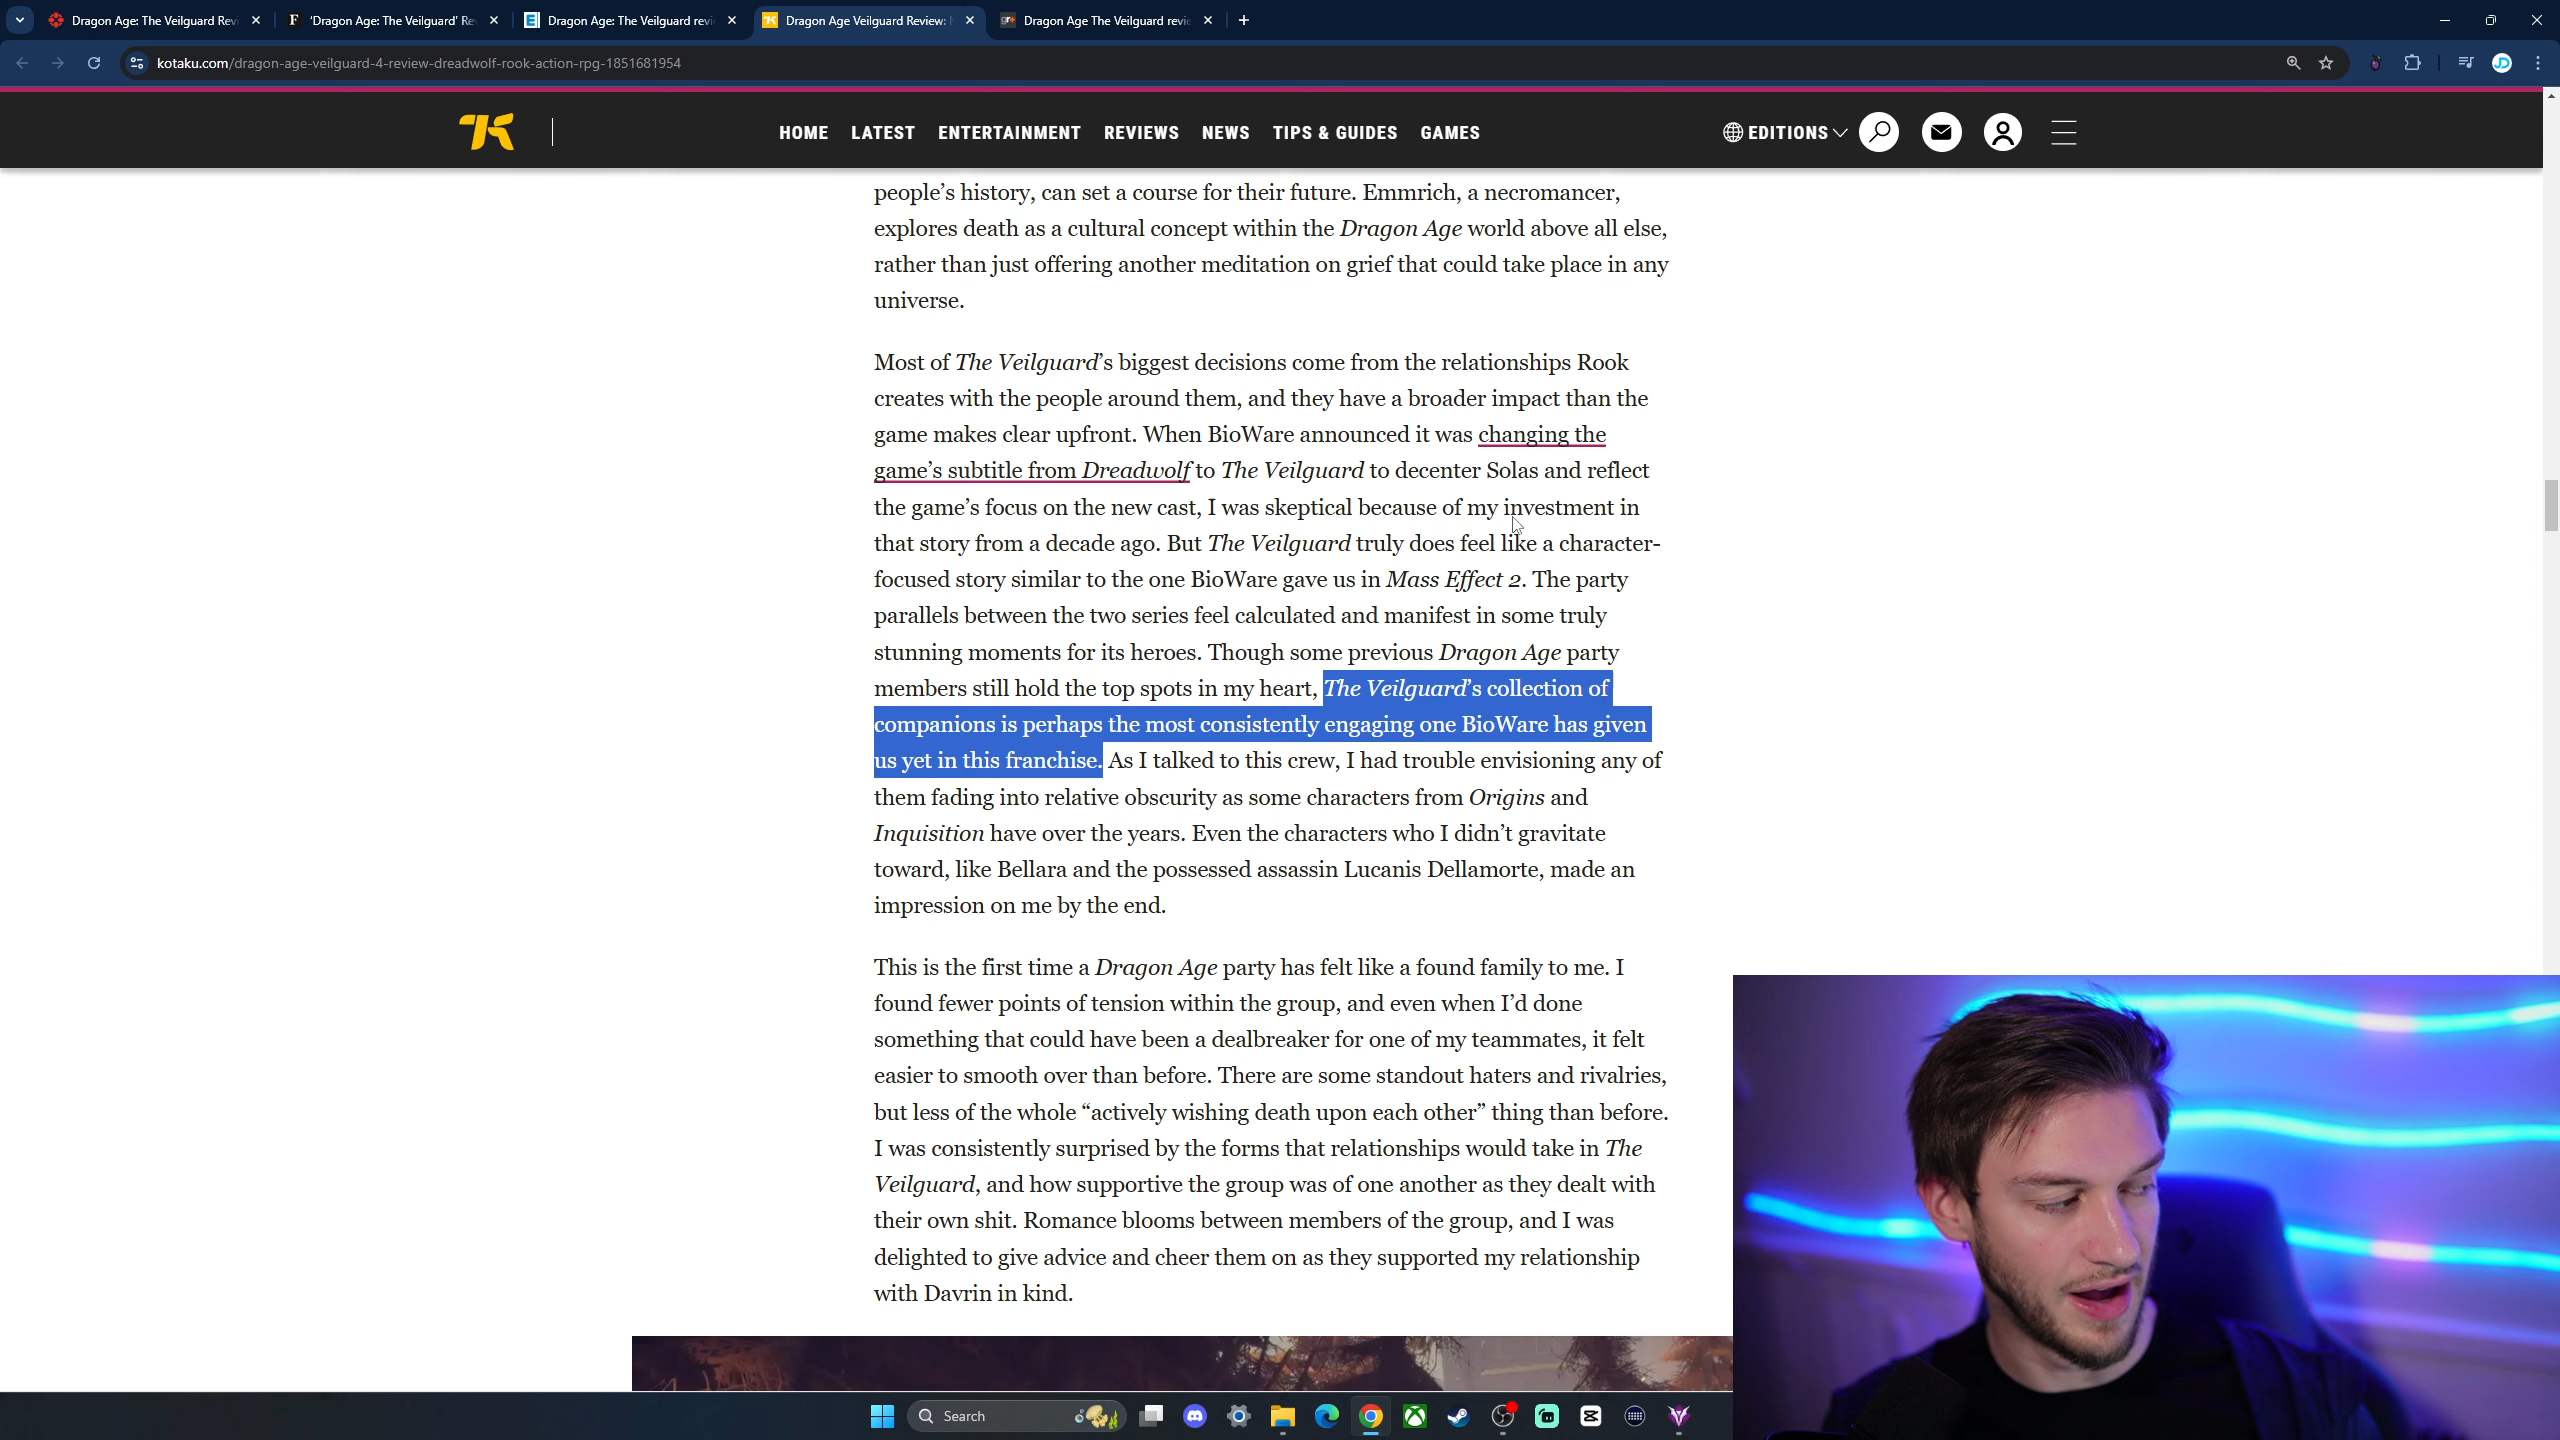 Dragon Age: The Veilguard Rev
'Dragon Age: The Veilguard' Re
Dragon Age: The Veilguard revi
Dragon Age Veilguard Review:
Dragon Age The Veilguard revie
kotaku.com/dragon-age-veilguard-4-review-dreadwolf-rook-action-rpg-1851681954
HOME LATEST ENTERTAINMENT REVIEWS NEWS TIPS & GUIDES GAMES
EDITIONS
people's history, can set a course for their future. Emmrich, a necromancer,
explores death as a cultural concept within the Dragon Age world above all else,
rather than just offering another meditation on grief that could take place in any
universe.
Most of The Veilguard's biggest decisions come from the relationships Rook
creates with the people around them, and they have a broader impact than the
game makes clear upfront. When BioWare announced it was changing the
game's subtitle from Dreadwolf to The Veilguard to decenter Solas and reflect
the game's focus on the new cast, I was skeptical because of my investment in
that story from a decade ago. But The Veilguard truly does feel like a character-
focused story similar to the one BioWare gave us in Mass Effect 2. The party
parallels between the two series feel calculated and manifest in some truly
stunning moments for its heroes. Though some previous Dragon Age party
members still hold the top spots in my heart, The Veilguard's collection of
companions is perhaps the most consistently engaging one BioWare has given
us yet in this franchise. As I talked to this crew, I had trouble envisioning any of
them fading into relative obscurity as some characters from Origins and
Inquisition have over the years. Even the characters who I didn't gravitate
toward, like Bellara and the possessed assassin Lucanis Dellamorte, made an
impression on me by the end.
This is the first time a Dragon Age party has felt like a found family to me. I
found fewer points of tension within the group, and even when I'd done
something that could have been a dealbreaker for one of my teammates, it felt
easier to smooth over than before. There are some standout haters and rivalries,
but less of the whole “actively wishing death upon each other” thing than before.
I was consistently surprised by the forms that relationships would take in The
Veilguard, and how supportive the group was of one another as they dealt with
their own shit. Romance blooms between members of the group, and I was
delighted to give advice and cheer them on as they supported my relationship
with Davrin in kind.
Search